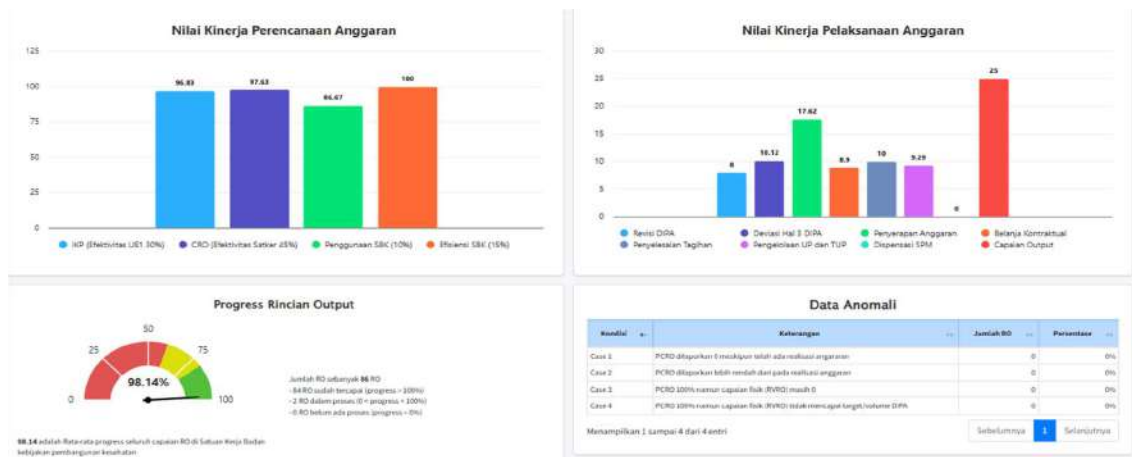 Nilai Kinerja Perencanaan Anggaran
125
100
75
50
25
0
96.83
97.63
86.67
100
IKP (Efektivitas UE1 30%) CRO (Efektivitas Satker 45%) Penggunaan SBK (10%) Efisiensi SBK (15%)
Nilai Kinerja Pelaksanaan Anggaran
30
25
20
15
10
5
0
8
10.12
17.62
8.9
10
9.29
0
25
Revisi DIPA Deviasi Hal 3 DIPA Penyerapan Anggaran Belanja Kontraktual
Penyelesaian Tagihan Pengelolaan UP dan TUP Dispensasi SPM Capaian Output
Progress Rincian Output
0
25
50
75
100
98.14%
Jumlah RO sebanyak 86 RO
- 84 RO sudah tercapai (progress = 100%)
- 2 RO dalam proses (0 < progress < 100%)
- 0 RO belum ada proses (progress = 0%)
98.14 adalah Rata-rata progress seluruh capaian RO di Satuan Kerja Badan
kebijakan pembangunan kesehatan
Data Anomali
Kondisi Keterangan Jumlah RO Persentase
Case 1 PCRO dilaporkan 0 meskipun telah ada realisasi anggaran 0 0%
Case 2 PCRO dilaporkan lebih rendah dari pada realisasi anggaran 0 0%
Case 3 PCRO 100% namun capaian fisik (RVRO) masih 0 0 0%
Case 4 PCRO 100% namun capaian fisik (RVRO) tidak mencapai target/volume DIPA 0 0%
Menampilkan 1 sampai 4 dari 4 entri
Sebelumnya 1 Selanjutnya